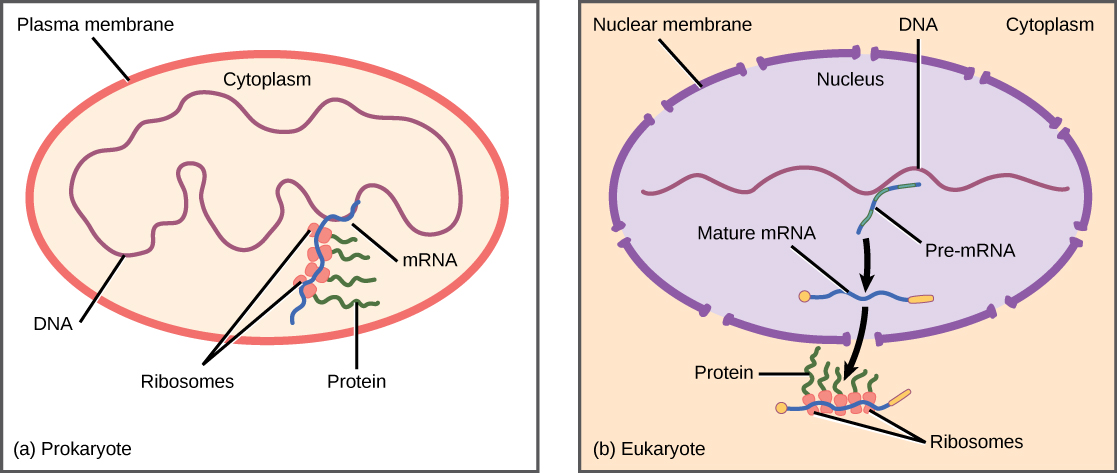 Plasma membrane
Cytoplasm
mRNA
DNA
Ribosomes
Protein
(a) Prokaryote
Nuclear membrane
DNA
Cytoplasm
Nucleus
Mature mRNA
Pre-mRNA
Protein
Ribosomes
(b) Eukaryote